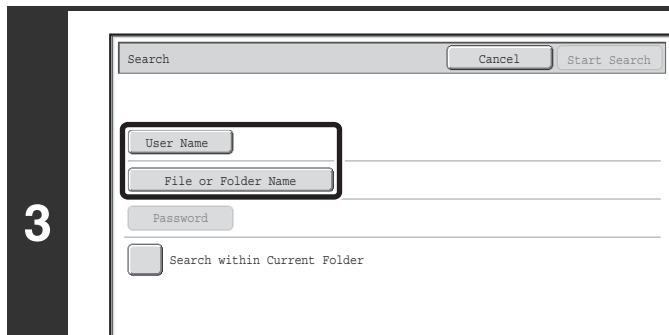 Search Cancel Start Search
User Name
File or Folder Name
3
Password
Search within Current Folder